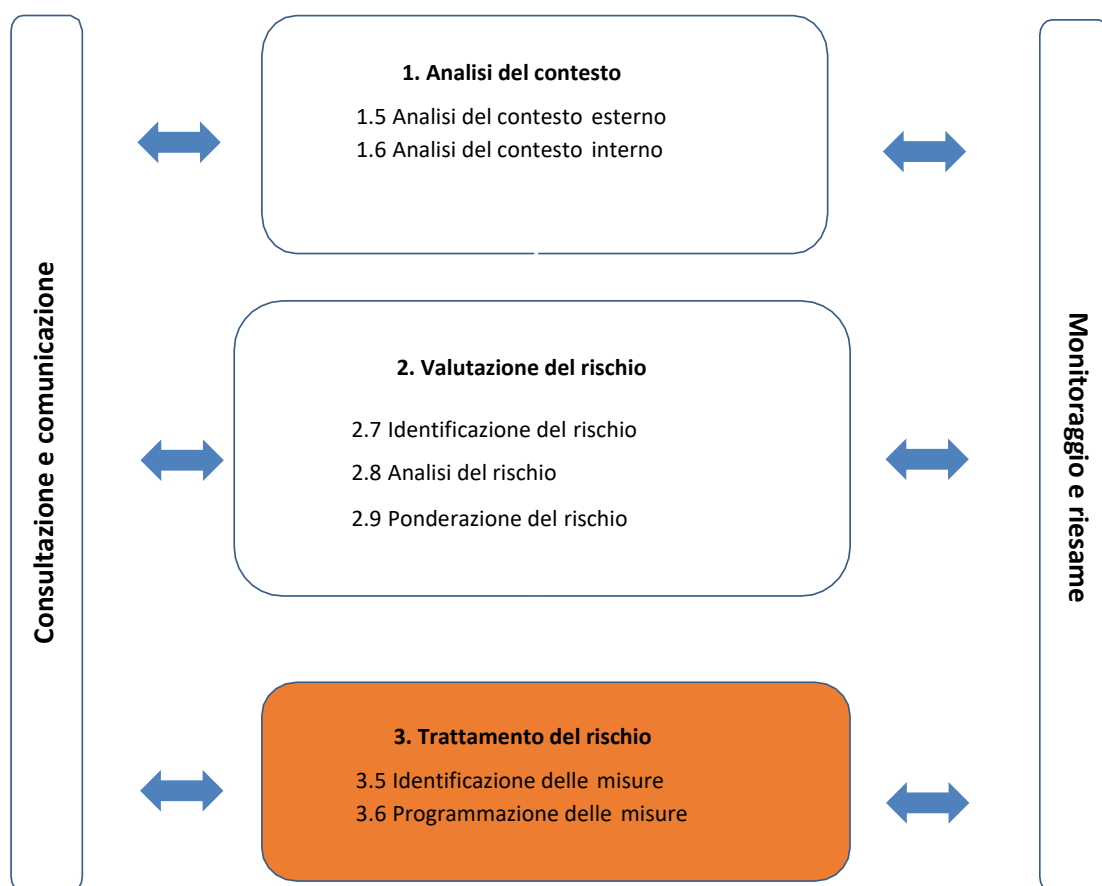 Consultazione e comunicazione
1. Analisi del contesto
1.5 Analisi del contesto esterno
1.6 Analisi del contesto interno
2. Valutazione del rischio
2.7 Identificazione del rischio
2.8 Analisi del rischio
2.9 Ponderazione del rischio
3. Trattamento del rischio
3.5 Identificazione delle misure
3.6 Programmazione delle misure
Monitoraggio e riesame